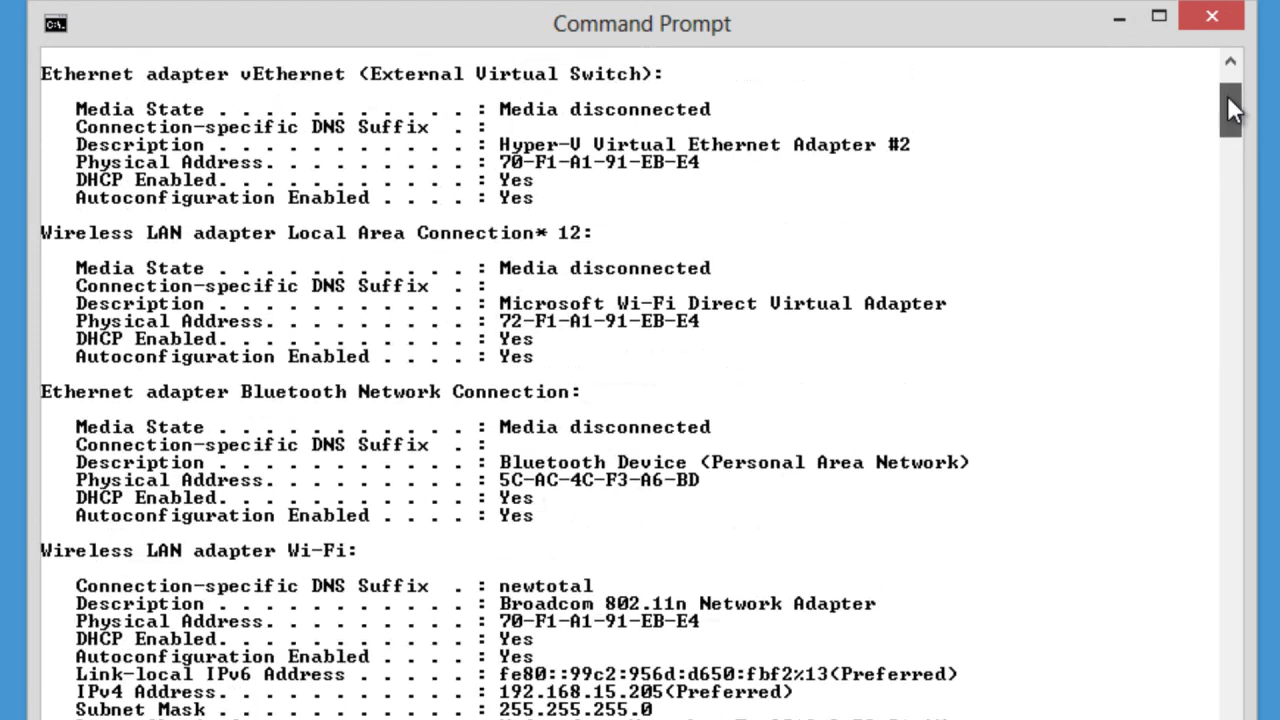 Command Prompt
Ethernet adapter vEthernet (External Virtual Switch):
Media State . . . . . . . . . . . : Media disconnected
Connection-specific DNS Suffix  . :
Description . . . . . . . . . . . : Hyper-V Virtual Ethernet Adapter #2
Physical Address. . . . . . . . . : 70-F1-A1-91-EB-E4
DHCP Enabled. . . . . . . . . . . : Yes
Autoconfiguration Enabled . . . . : Yes
Wireless LAN adapter Local Area Connection* 12:
Media State . . . . . . . . . . . : Media disconnected
Connection-specific DNS Suffix  . :
Description . . . . . . . . . . . : Microsoft Wi-Fi Direct Virtual Adapter
Physical Address. . . . . . . . . : 72-F1-A1-91-EB-E4
DHCP Enabled. . . . . . . . . . . : Yes
Autoconfiguration Enabled . . . . : Yes
Ethernet adapter Bluetooth Network Connection:
Media State . . . . . . . . . . . : Media disconnected
Connection-specific DNS Suffix  . :
Description . . . . . . . . . . . : Bluetooth Device (Personal Area Network)
Physical Address. . . . . . . . . : 5C-AC-4C-F3-A6-BD
DHCP Enabled. . . . . . . . . . . : Yes
Autoconfiguration Enabled . . . . : Yes
Wireless LAN adapter Wi-Fi:
Connection-specific DNS Suffix  . : newtotal
Description . . . . . . . . . . . : Broadcom 802.11n Network Adapter
Physical Address. . . . . . . . . : 70-F1-A1-91-EB-E4
DHCP Enabled. . . . . . . . . . . : Yes
Autoconfiguration Enabled . . . . : Yes
Link-local IPv6 Address . . . . . : fe80::99c2:956d:d650:fbf2%13(Preferred)
IPv4 Address. . . . . . . . . . . : 192.168.15.205(Preferred)
Subnet Mask . . . . . . . . . . . : 255.255.255.0